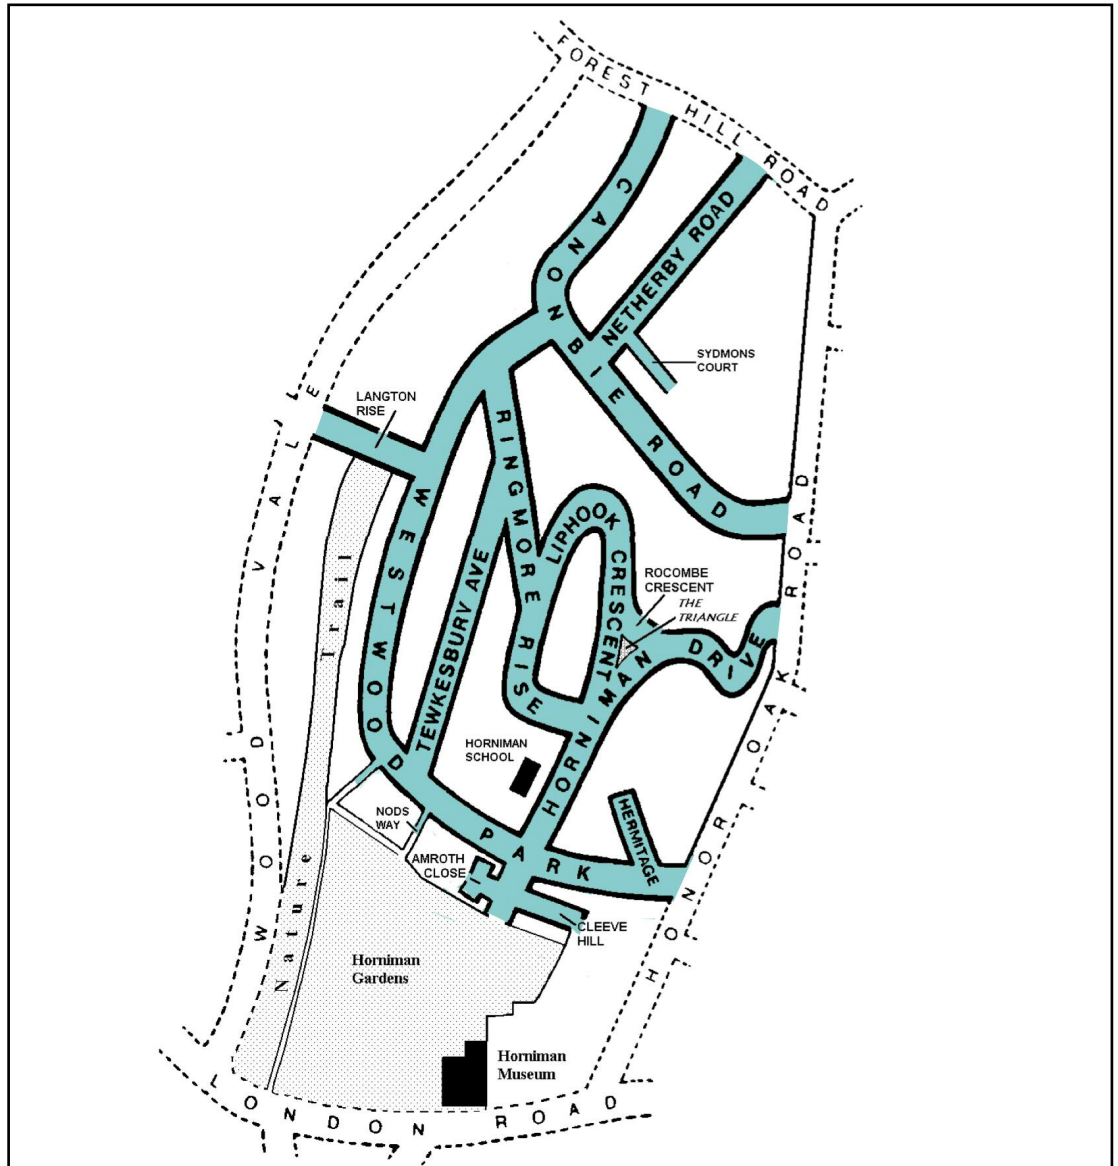 FOREST HILL ROAD
CANONBIE ROAD
NETHERBY ROAD
SYDMONS
COURT
LANGTON
RISE
WESTWOOD PARK
RINGMORE RISE
TEWKESBURY AVE
LIPHOOK CRESCENT
ROCOMBE
CRESCENT
THE
TRIANGLE
HORNIMAN DRIVE
HORNIMAN
SCHOOL
NODS
WAY
AMROTH
CLOSE
HERMITAGE
CLEEVE
HILL
Nature Trail
Horniman
Gardens
Horniman
Museum
LOWOOD VALE
HONOR OAK ROAD
LONDON ROAD